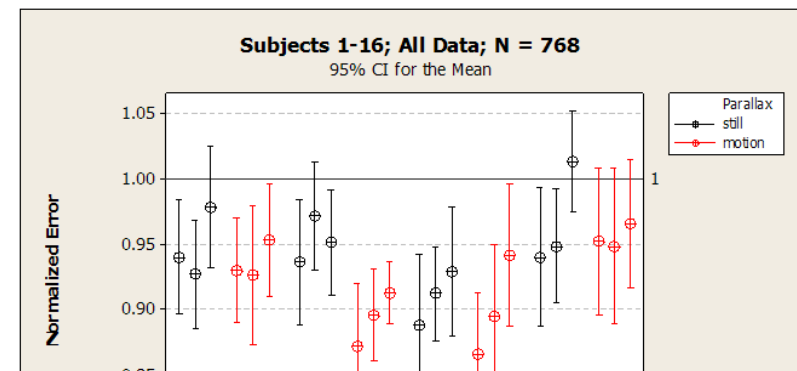 Subjects 1-16; All Data; N = 768
95% CI for the Mean
Parallax
still
motion
1.05
1.00
1
0.95
0.90
Normalized Error